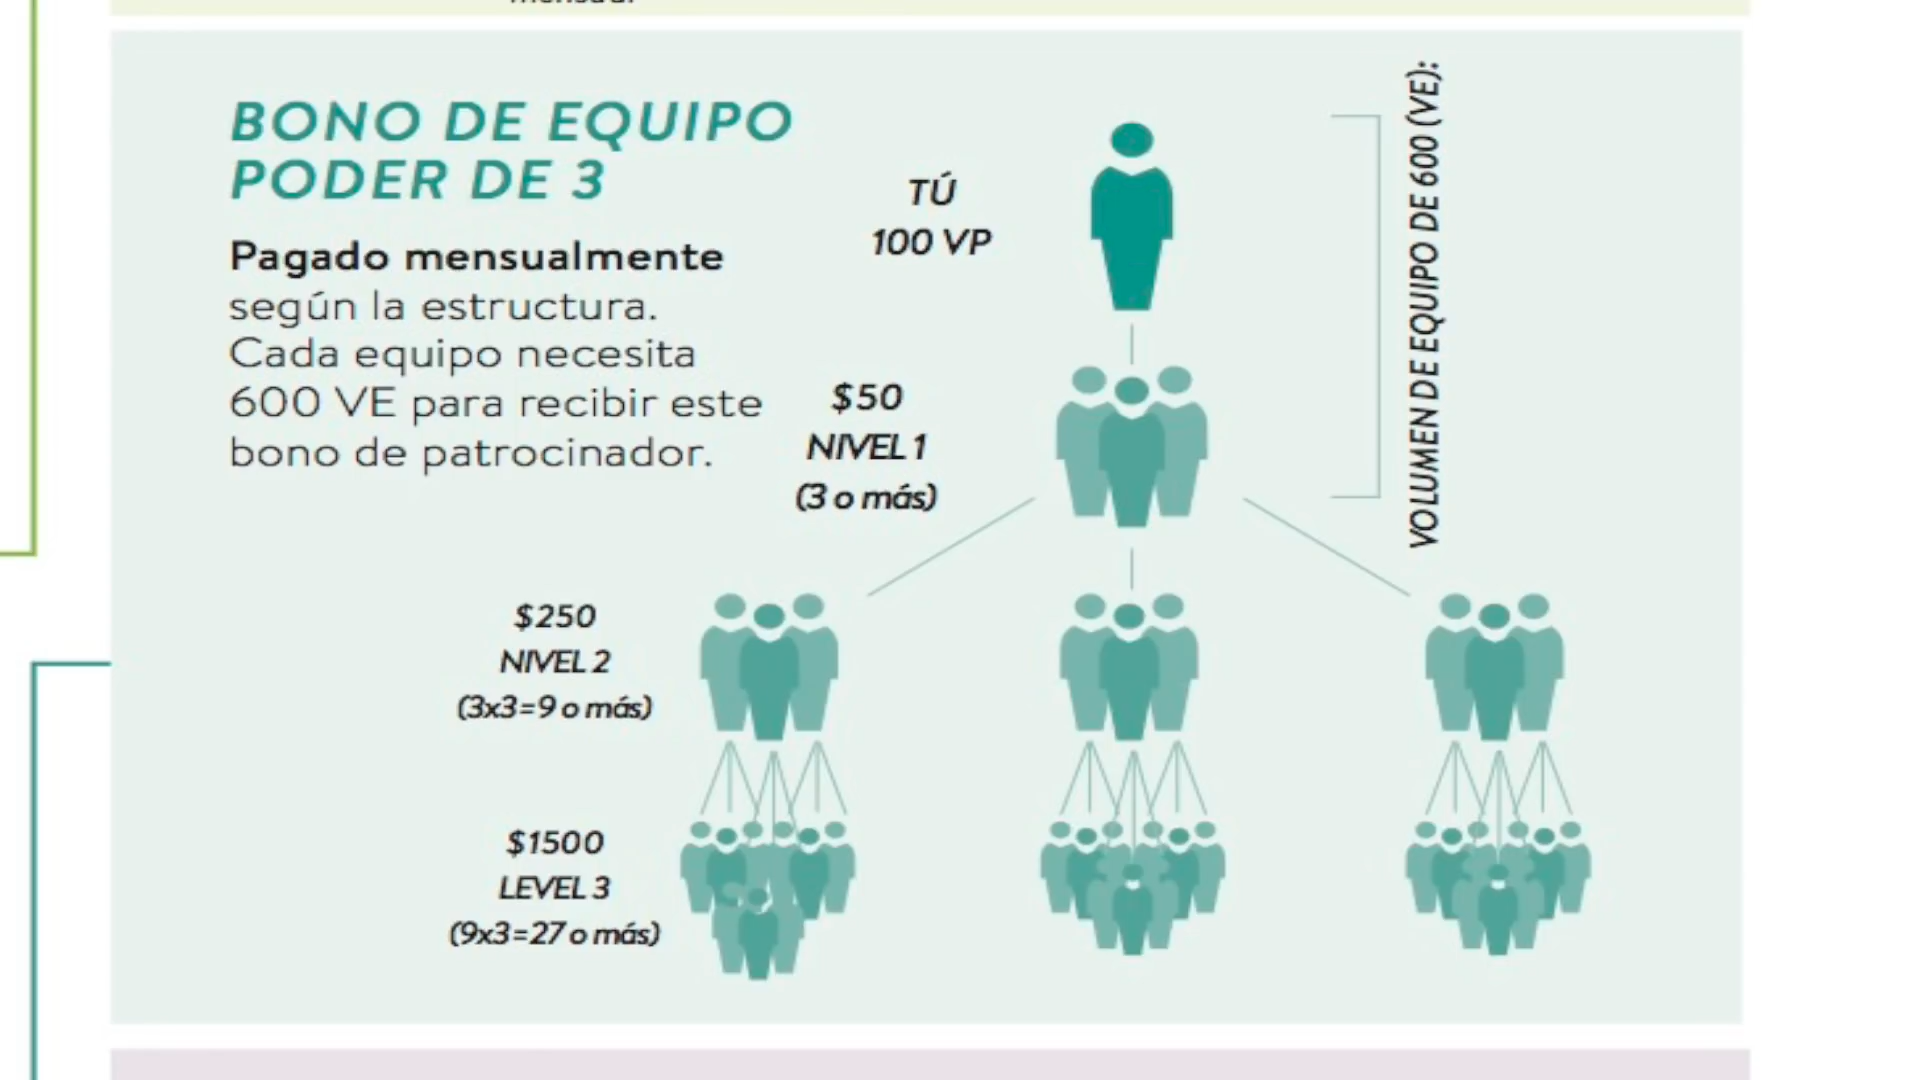 BONO DE EQUIPO
PODER DE 3
Pagado mensualmente
según la estructura.
Cada equipo necesita
600 VE para recibir este
bono de patrocinador.
TÚ
100 VP
$50
NIVEL 1
(3 o más)
VOLUMEN DE EQUIPO DE 600 (VE):
$250
NIVEL 2
(3x3=9 o más)
$1500
LEVEL 3
(9x3=27 o más)